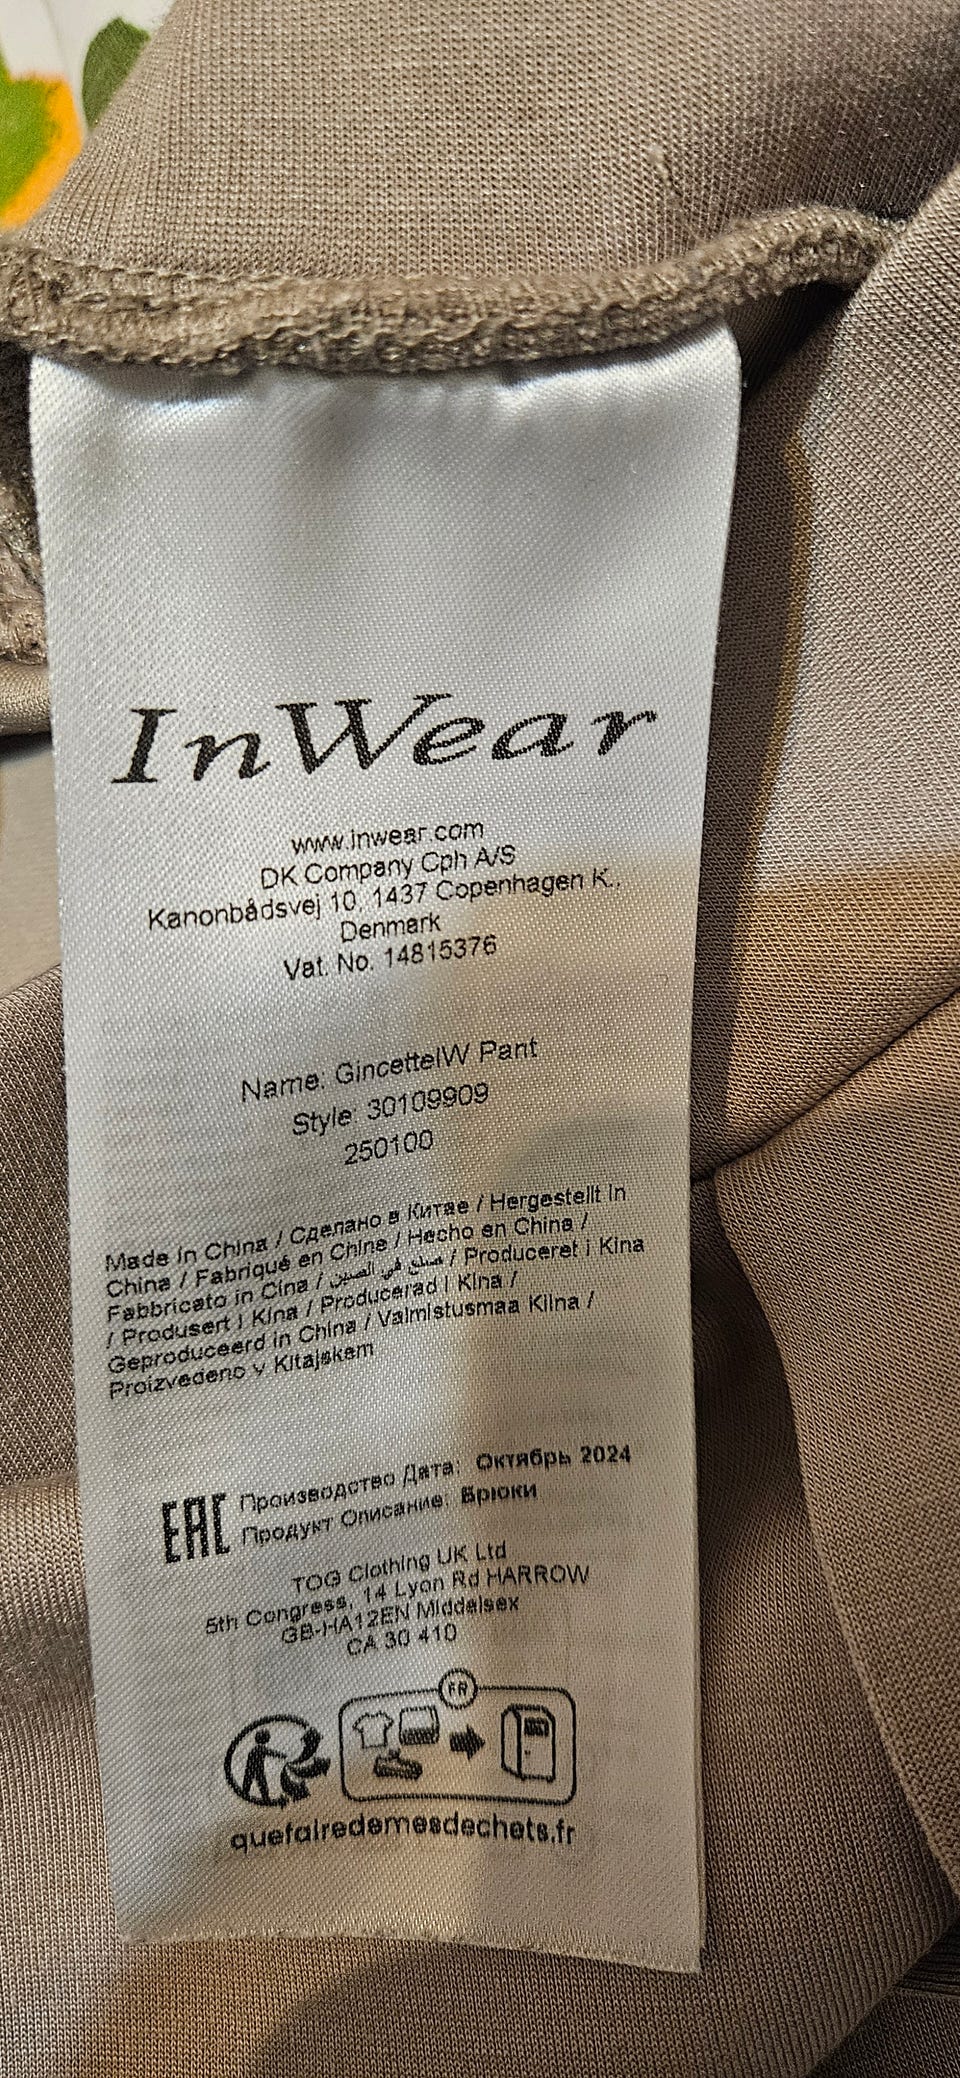 InWear
www.inwear.com
DK Company Cph A/S
Kanonbådsvej 10, 1437 Copenhagen K.,
Denmark
Vat. No. 14815376
Name: GincetteIW Pant
Style: 30109909
250100
Made in China / Сделано в Китае / Hergestellt in
China / Fabriqué en Chine / Hecho en China /
Fabbricato in Cina / صنع في الصين / Produceret i Kina
/ Produsert i Kina / Producerad i Kina /
Geproduceerd in China / Valmistusmaa Kiina /
Proizvedeno v Kitajskem
EAC
Производство Дата: Октябрь 2024
Продукт Описание: Брюки
TOG Clothing UK Ltd
5th Congress, 14 Lyon Rd HARROW
GB-HA12EN Middelsex
CA 30 410
FR
quefairedemesdechets.fr